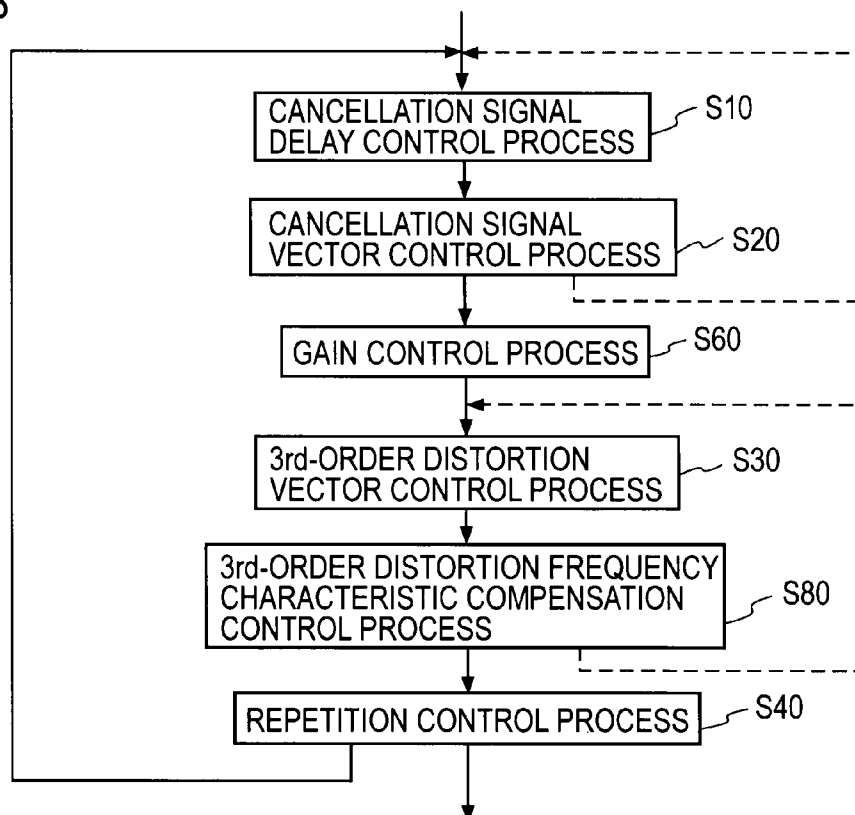 CANCELLATION SIGNAL
DELAY CONTROL PROCESS
S10
CANCELLATION SIGNAL
VECTOR CONTROL PROCESS
S20
GAIN CONTROL PROCESS
S60
3rd-ORDER DISTORTION
VECTOR CONTROL PROCESS
S30
3rd-ORDER DISTORTION FREQUENCY
CHARACTERISTIC COMPENSATION
CONTROL PROCESS
S80
REPETITION CONTROL PROCESS
S40